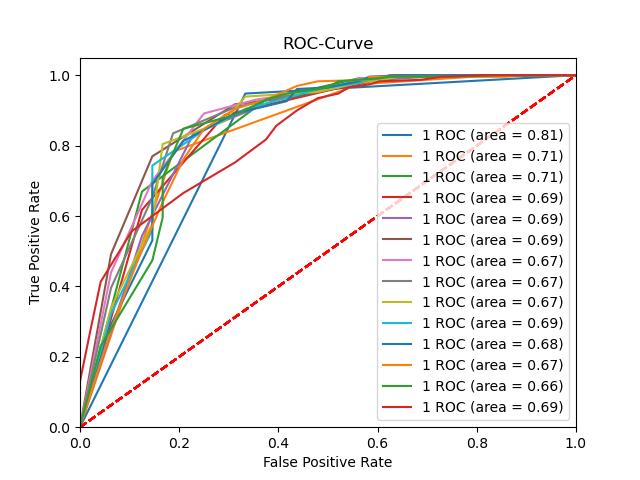 ROC-Curve
True Positive Rate
1.0
0.8
0.6
0.4
0.2
0.0
1 ROC (area = 0.81)
1 ROC (area = 0.71)
1 ROC (area = 0.71)
1 ROC (area = 0.69)
1 ROC (area = 0.69)
1 ROC (area = 0.69)
1 ROC (area = 0.67)
1 ROC (area = 0.67)
1 ROC (area = 0.67)
1 ROC (area = 0.69)
1 ROC (area = 0.68)
1 ROC (area = 0.67)
1 ROC (area = 0.66)
1 ROC (area = 0.69)
0.0 0.2 0.4 0.6 0.8 1.0
False Positive Rate